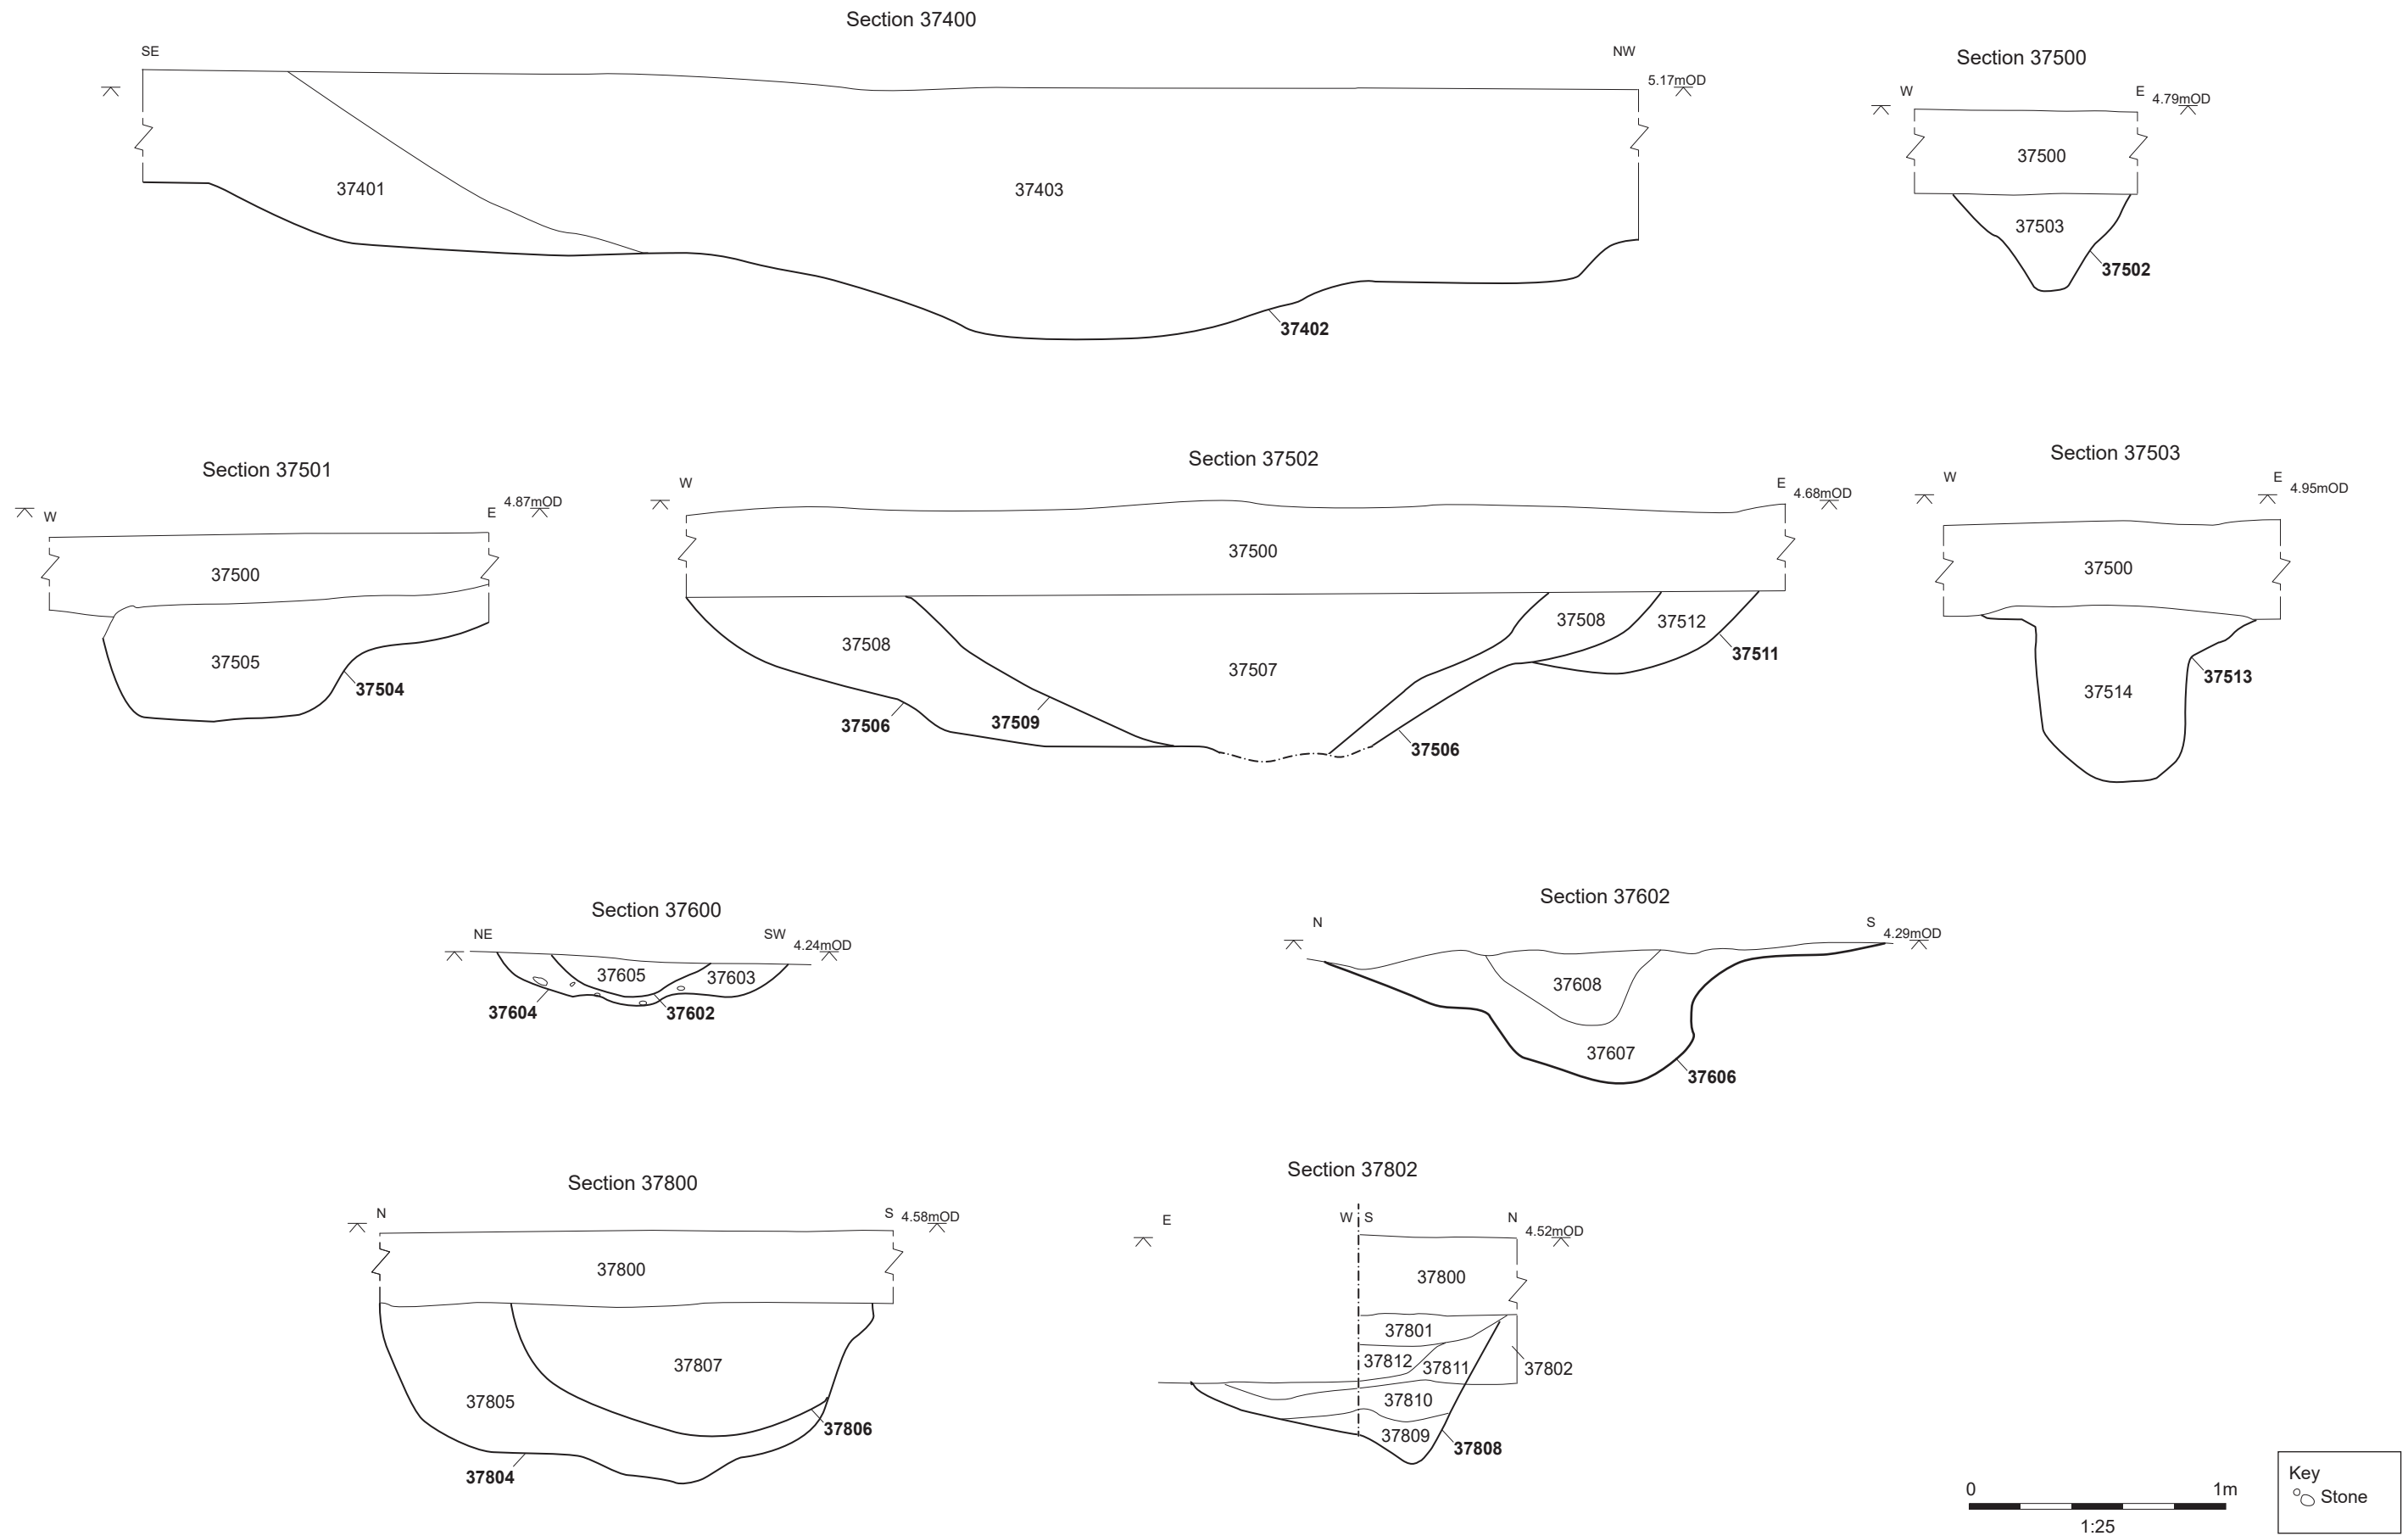 Section 37400
SE
NW
5.17mOD
37401
37403
37402
Section 37500
W
E
4.79mOD
37500
37503
37502
Section 37501
W
E
4.87mOD
37500
37505
37504
Section 37502
W
E
4.68mOD
37500
37508
37508
37512
37511
37507
37509
37506
37506
Section 37503
W
E
4.95mOD
37500
37514
37513
Section 37600
NE
SW
4.24mOD
37605
37603
37604
37602
Section 37602
N
S
4.29mOD
37608
37607
37606
Section 37800
N
S
4.58mOD
37800
37807
37805
37806
37804
Section 37802
E
W
S
N
4.52mOD
37800
37801
37812
37811
37802
37810
37809
37808
0
1m
1:25
Key
Stone